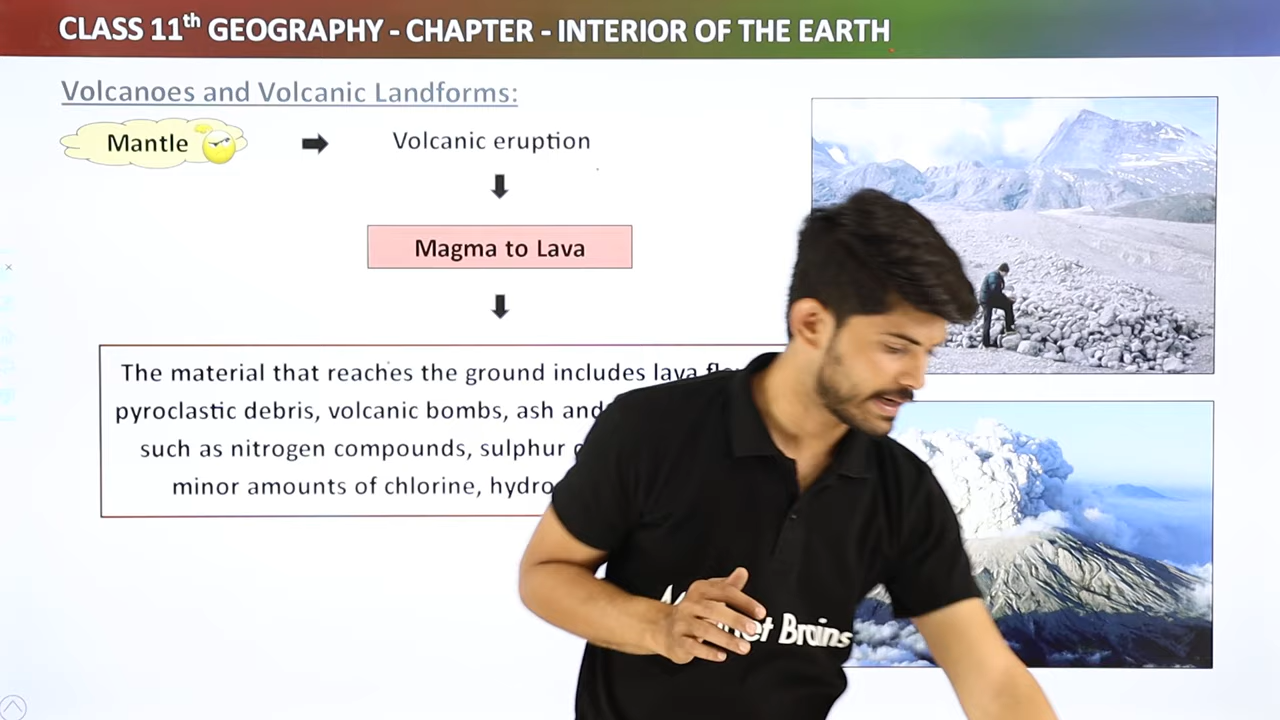 CLASS 11th GEOGRAPHY - CHAPTER - INTERIOR OF THE EARTH
Volcanoes and Volcanic Landforms:
Mantle
Volcanic eruption
Magma to Lava
The material that reaches the ground includes lava
pyroclastic debris, volcanic bombs, ash and
such as nitrogen compounds, sulphur
minor amounts of chlorine,
Brains